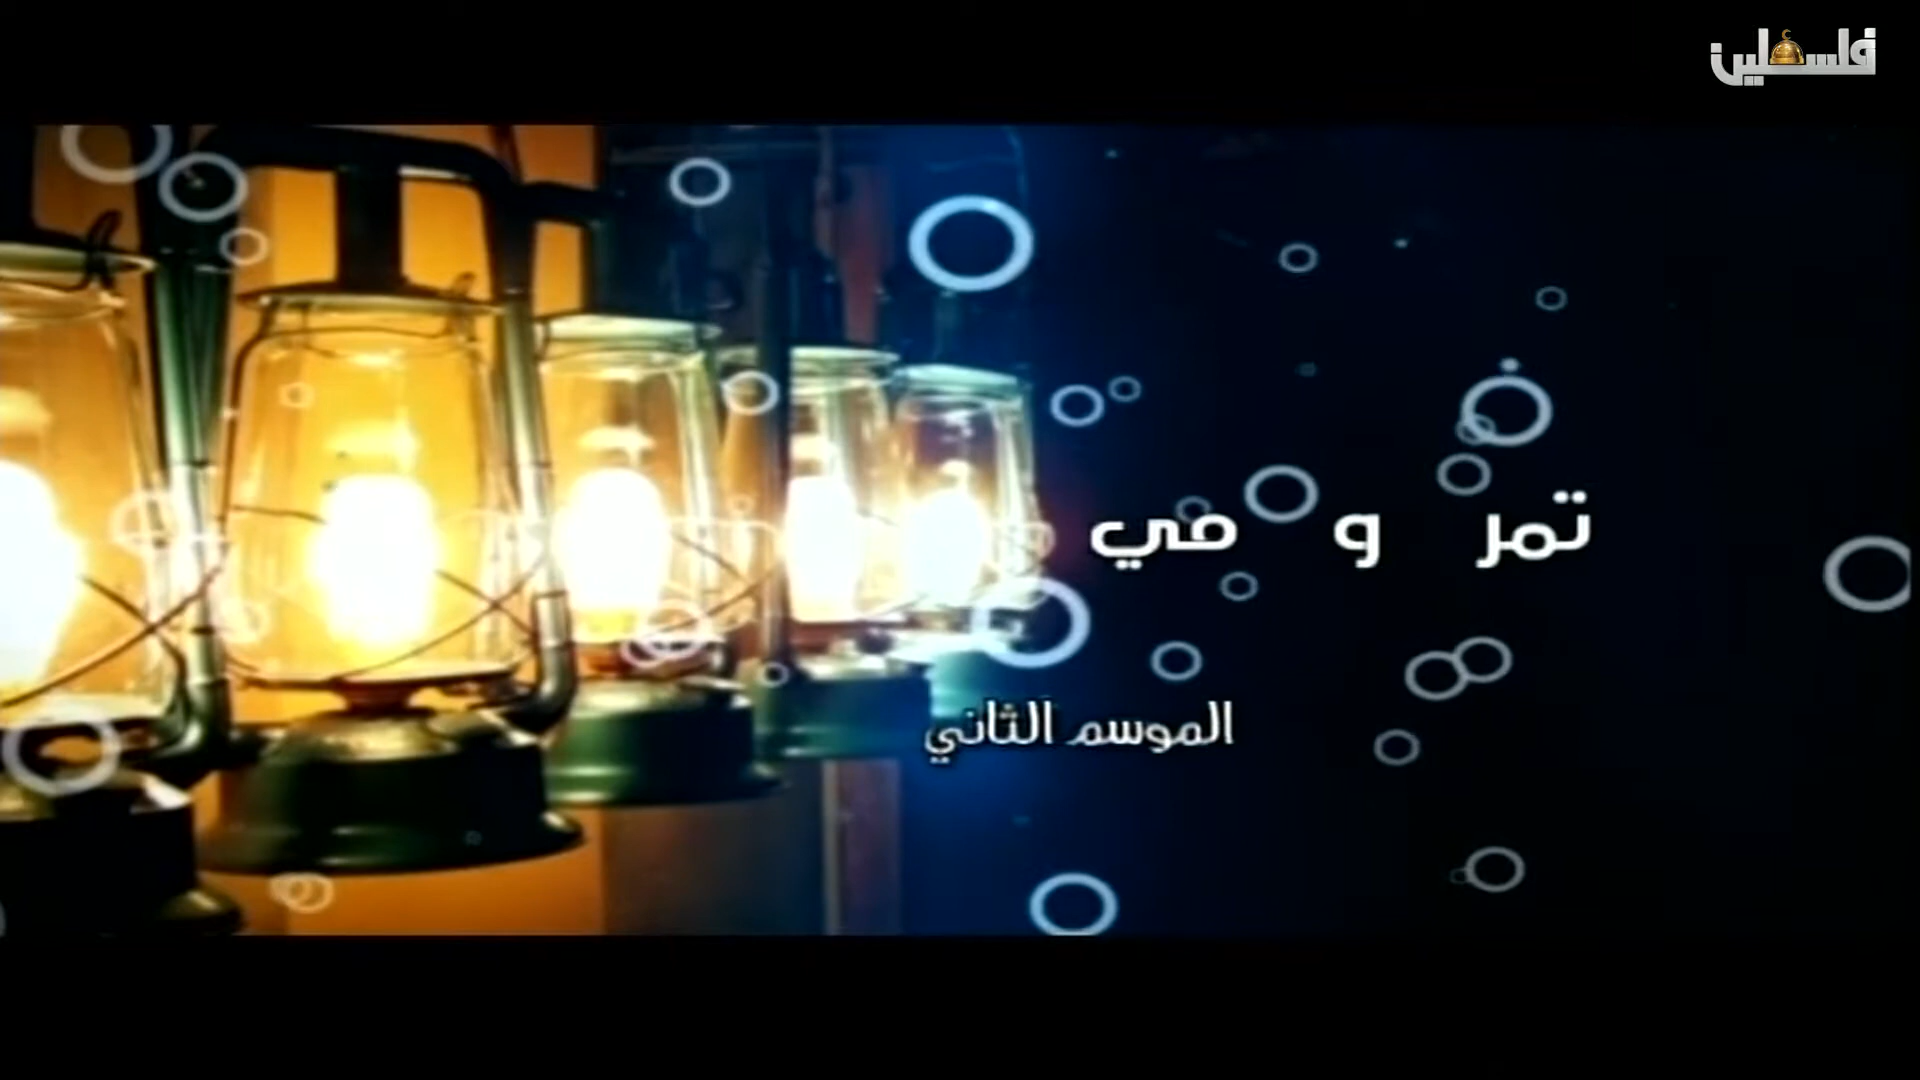 فلسطين
تمر و مي
الموسم الثاني